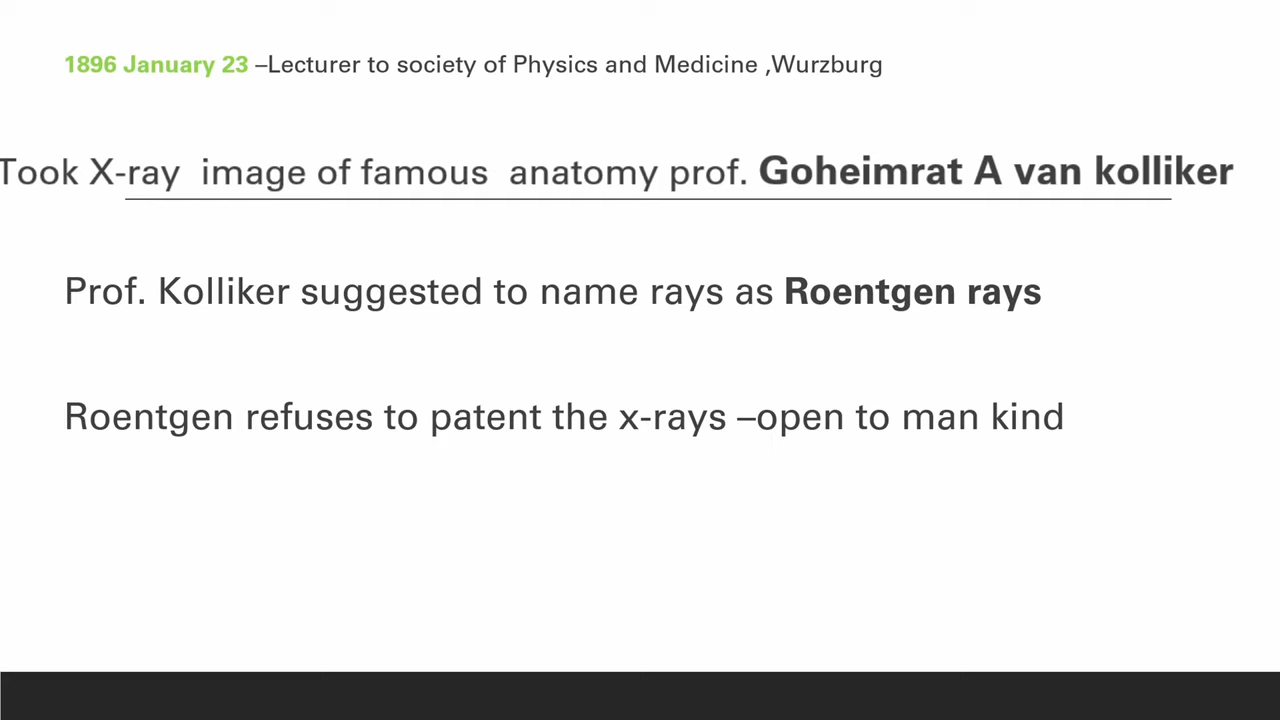 1896 January 23 –Lecturer to society of Physics and Medicine ,Wurzburg
Took X-ray image of famous anatomy prof. Goheimrat A van kolliker
Prof. Kolliker suggested to name rays as Roentgen rays
Roentgen refuses to patent the x-rays –open to man kind